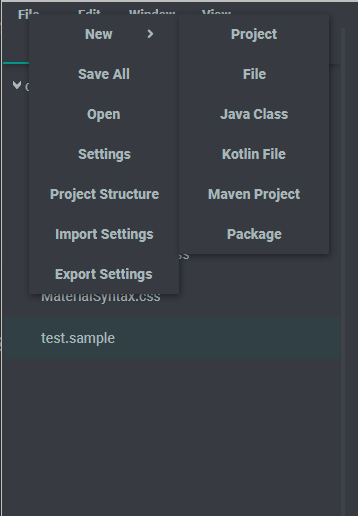 File Edit Window View
New
Save All
Open
Settings
Project Structure
Import Settings
Export Settings
Project
File
Java Class
Kotlin File
Maven Project
Package
MaterialSyntax.css
test.sample